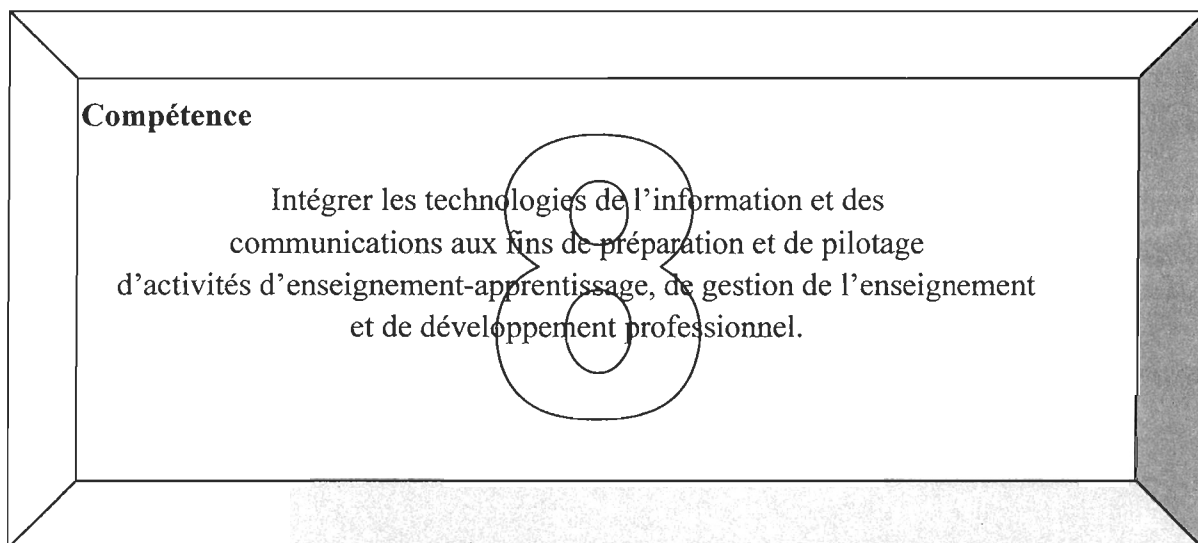 Compétence
8
Intégrer les technologies de l'information et des
communications aux fins de préparation et de pilotage
d'activités d'enseignement-apprentissage, de gestion de l'enseignement
et de développement professionnel.